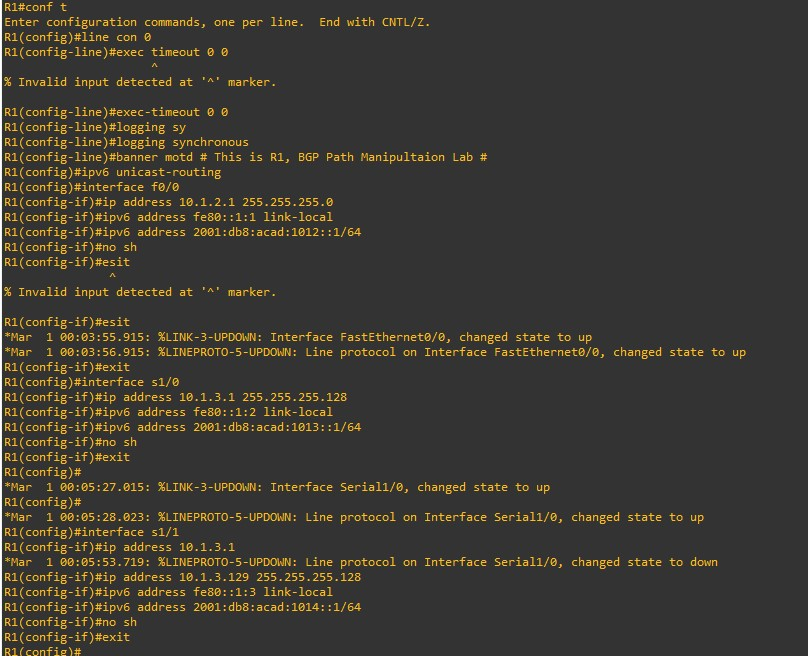 R1#conf t
Enter configuration commands, one per line.  End with CNTL/Z.
R1(config)#line con 0
R1(config-line)#exec timeout 0 0
^
% Invalid input detected at '^' marker.
R1(config-line)#exec-timeout 0 0
R1(config-line)#logging sy
R1(config-line)#logging synchronous
R1(config-line)#banner motd # This is R1, BGP Path Manipultaion Lab #
R1(config)#ipv6 unicast-routing
R1(config)#interface f0/0
R1(config-if)#ip address 10.1.2.1 255.255.255.0
R1(config-if)#ipv6 address fe80::1:1 link-local
R1(config-if)#ipv6 address 2001:db8:acad:1012::1/64
R1(config-if)#no sh
R1(config-if)#esit
^
% Invalid input detected at '^' marker.
R1(config-if)#esit
*Mar  1 00:03:55.915: %LINK-3-UPDOWN: Interface FastEthernet0/0, changed state to up
*Mar  1 00:03:56.915: %LINEPROTO-5-UPDOWN: Line protocol on Interface FastEthernet0/0, changed state to up
R1(config-if)#exit
R1(config)#interface s1/0
R1(config-if)#ip address 10.1.3.1 255.255.255.128
R1(config-if)#ipv6 address fe80::1:2 link-local
R1(config-if)#ipv6 address 2001:db8:acad:1013::1/64
R1(config-if)#no sh
R1(config-if)#exit
R1(config)#
*Mar  1 00:05:27.015: %LINK-3-UPDOWN: Interface Serial1/0, changed state to up
R1(config)#
*Mar  1 00:05:28.023: %LINEPROTO-5-UPDOWN: Line protocol on Interface Serial1/0, changed state to up
R1(config)#interface s1/1
R1(config-if)#ip address 10.1.3.1
*Mar  1 00:05:53.719: %LINEPROTO-5-UPDOWN: Line protocol on Interface Serial1/0, changed state to down
R1(config-if)#ip address 10.1.3.129 255.255.255.128
R1(config-if)#ipv6 address fe80::1:3 link-local
R1(config-if)#ipv6 address 2001:db8:acad:1014::1/64
R1(config-if)#no sh
R1(config-if)#exit
R1(config)#